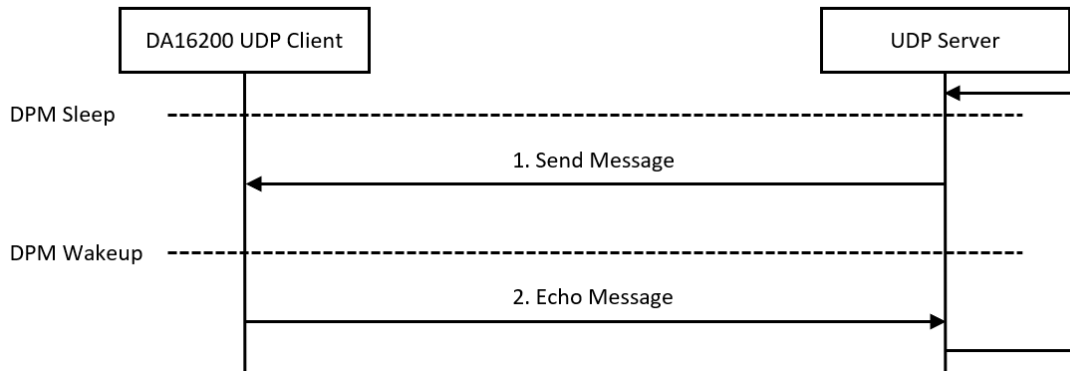 DA16200 UDP Client
UDP Server
DPM Sleep
1. Send Message
DPM Wakeup
2. Echo Message